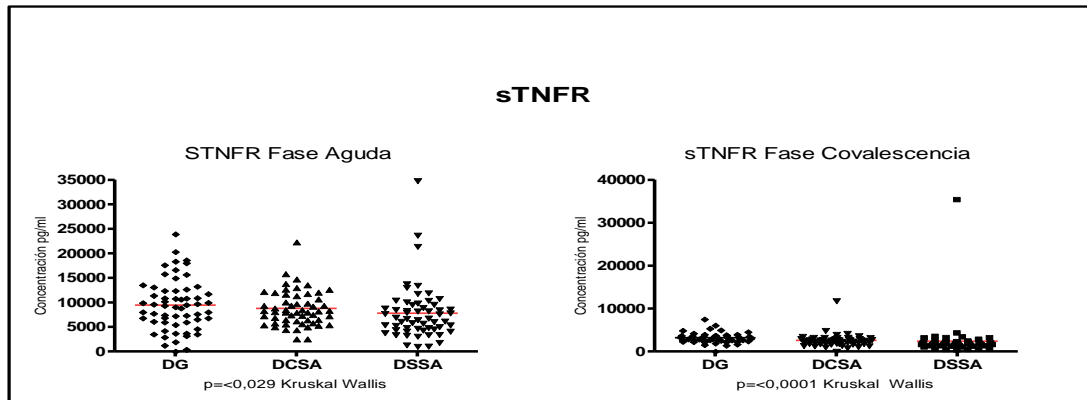 sTNFR
STNFR Fase Aguda
Concentración pg/ml
35000
30000
25000
20000
15000
10000
5000
0
DG
DCSA
DSSA
p=<0,029 Kruskal Wallis
sTNFR Fase Covalescencia
Concentración pg/ml
40000
30000
20000
10000
0
DG
DCSA
DSSA
p=<0,0001 Kruskal Wallis